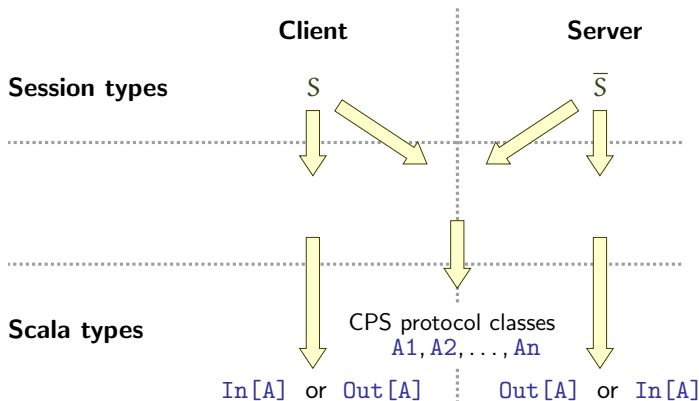 Client Server
Session types S S̅
Scala types
CPS protocol classes
A1, A2, ..., An
In[A] or Out[A] Out[A] or In[A]